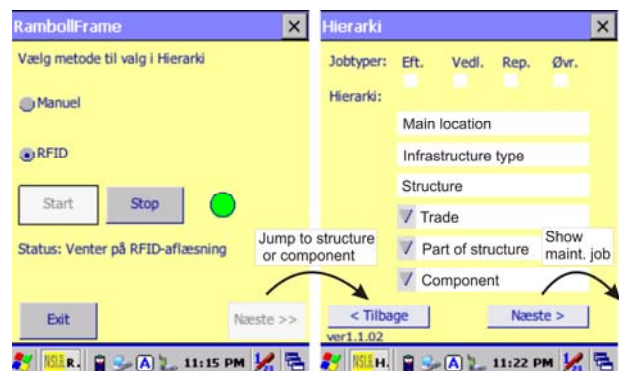 RambollFrame
Vælg metode til valg i Hierarki
Manuel
RFID
Start Stop
Status: Venter på RFID-aflæsning
Jump to structure
or component
Exit Næste >>
R. A 11:15 PM
Hierarki
Jobtyper: Eft. Vedl. Rep. Øvr.
Hierarki:
Main location
Infrastructure type
Structure
Trade
Part of structure
Component
Show
maint. job
< Tilbage Næste >
ver1.1.02
H. A 11:22 PM